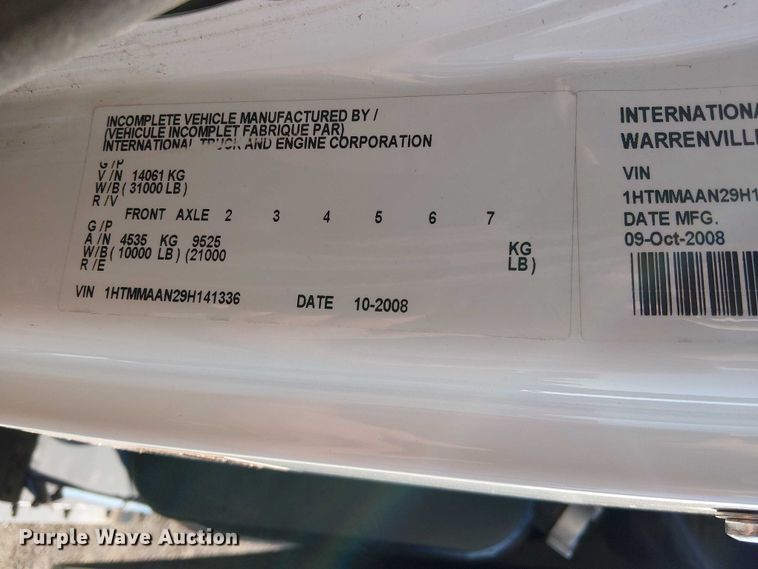 INCOMPLETE VEHICLE MANUFACTURED BY /
(VEHICULE INCOMPLET FABRIQUE PAR)
INTERNATIONAL TRUCK AND ENGINE CORPORATION
G / P
V / N 14061 KG
W/B ( 31000 LB)
R / V
FRONT AXLE 2 3 4 5 6 7
G / P
A / N 4535 KG 9525 KG
W/B (10000 LB) (21000 LB)
R / E
VIN 1HTMMAAN29H141336 DATE 10-2008
INTERNATIONA
WARRENVILLE
VIN
1HTMMAAN29H1
DATE MFG.
09-Oct-2008
Purple Wave Auction